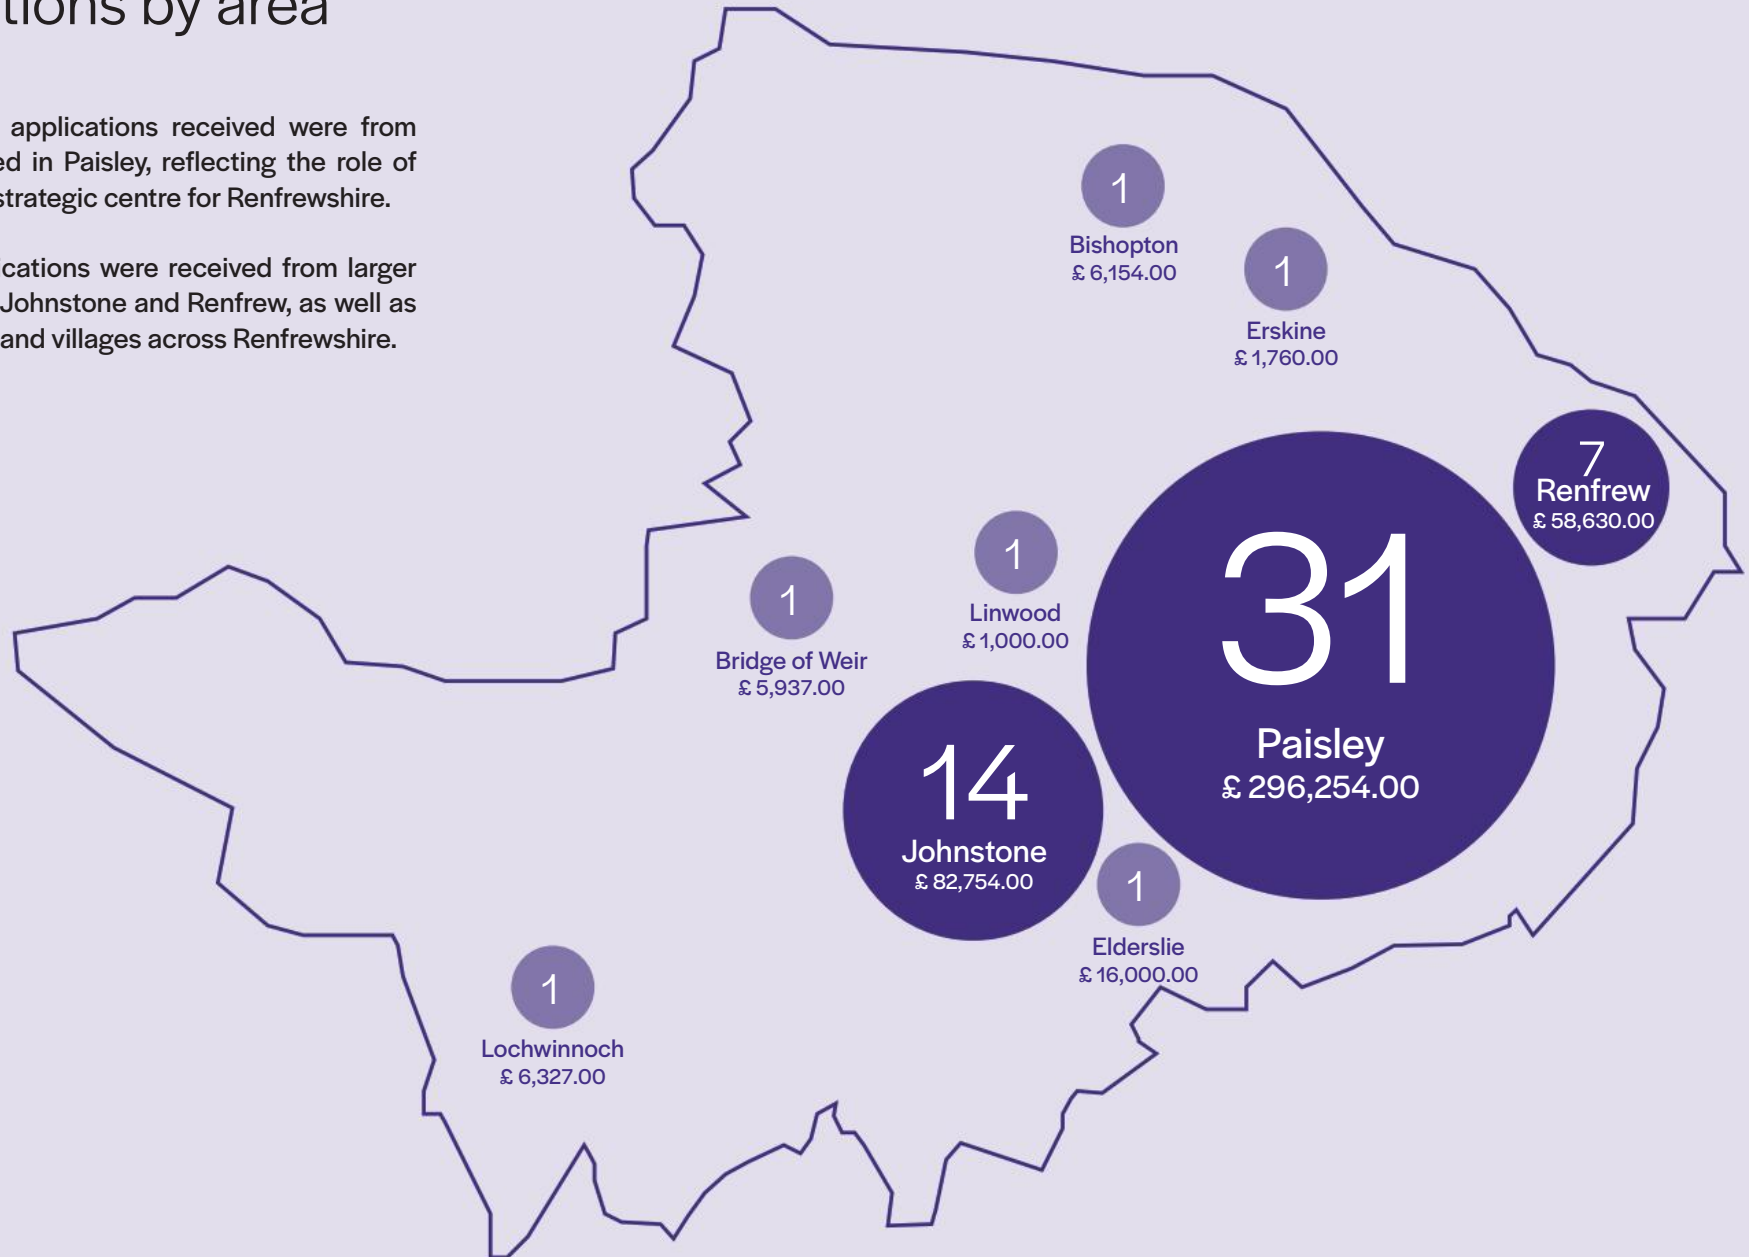 tions by area
applications received were from
ed in Paisley, reflecting the role of
strategic centre for Renfrewshire.
ications were received from larger
Johnstone and Renfrew, as well as
and villages across Renfrewshire.
1
Bishopton
£ 6,154.00
1
Erskine
£ 1,760.00
7
Renfrew
£ 58,630.00
31
Paisley
£ 296,254.00
1
Linwood
£ 1,000.00
1
Bridge of Weir
£ 5,937.00
14
Johnstone
£ 82,754.00
1
Elderslie
£ 16,000.00
1
Lochwinnoch
£ 6,327.00